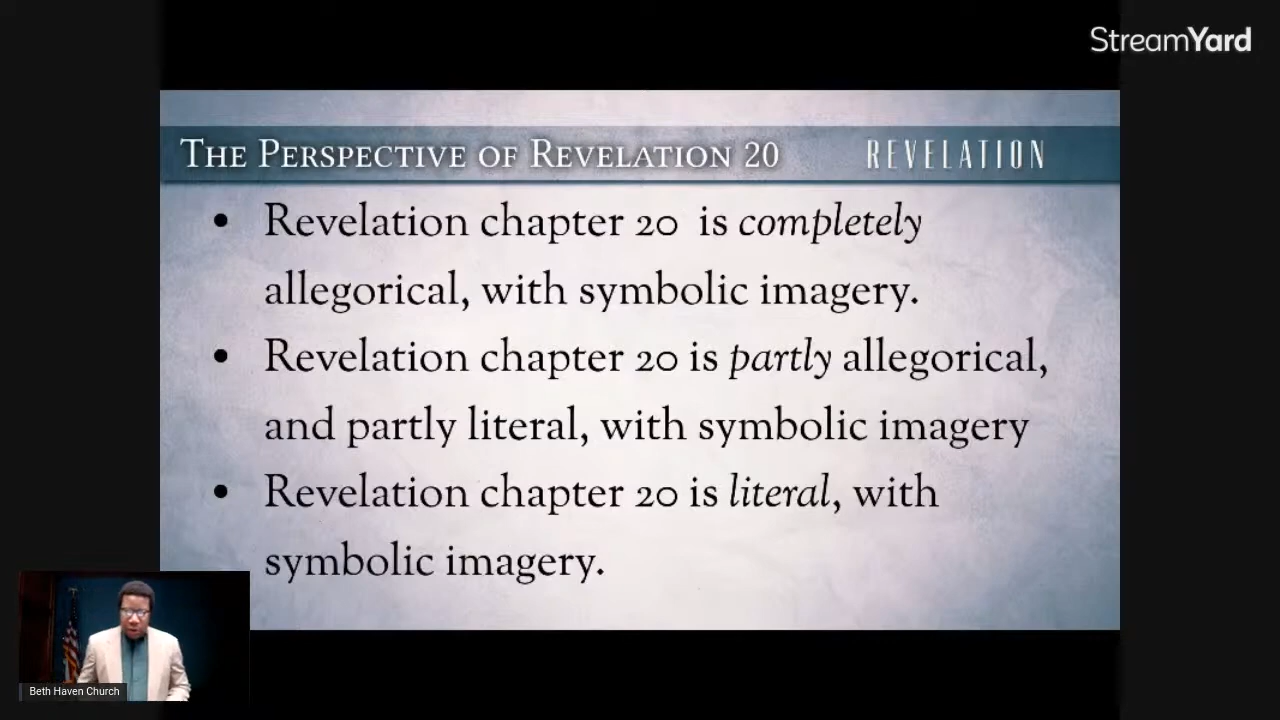 StreamYard
The Perspective of Revelation 20
REVELATION
• Revelation chapter 20 is completely
allegorical, with symbolic imagery.
• Revelation chapter 20 is partly allegorical,
and partly literal, with symbolic imagery
• Revelation chapter 20 is literal, with
symbolic imagery.
Beth Haven Church